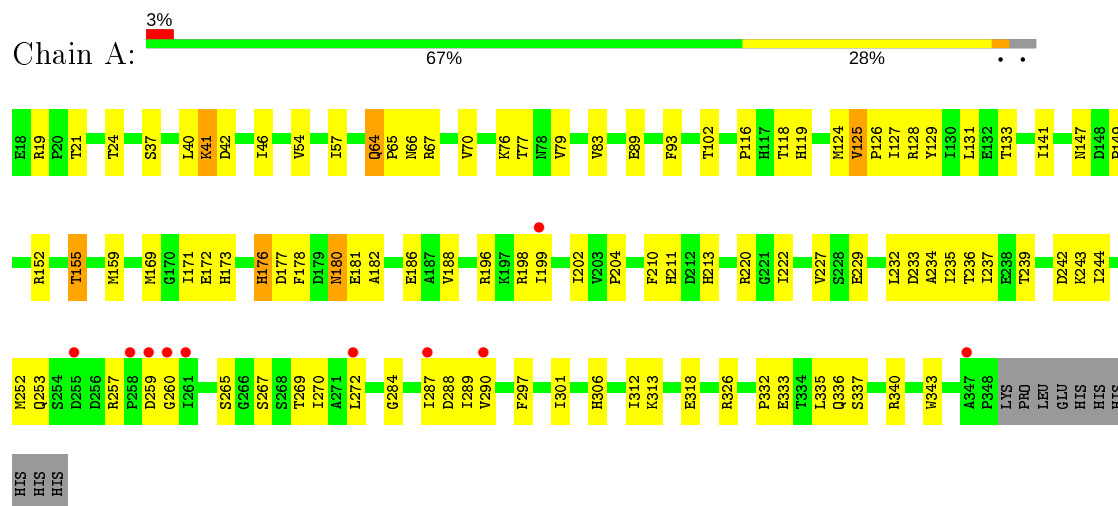 3%
Chain A:
67% 28% • •
E18 R19 P20 T21 T24 S37 L40 K41 D42 I46 V54 I57 Q64 P65 N66 R67 V70 K76 T77 N78 V79 V83 E89 F93 T102 P116 H117 T118 H119 M124 V125 P126 I127 R128 Y129 I130 L131 E132 T133 I141 N147 D148 P149
R152 T155 M159 M169 G170 I171 E172 H173 H176 D177 F178 D179 N180 E181 A182 E186 A187 V188 R196 K197 R198 I199 I202 V203 P204 F210 H211 D212 H213 R220 G221 I222 V227 S228 E229 L232 D233 A234 I235 T236 I237 E238 T239 D242 K243 I244
M252 Q253 S254 D255 D256 R257 P258 D259 G260 I261 S265 G266 S267 S268 T269 I270 A271 L272 G284 I287 D288 I289 V290 F297 I301 H306 I312 K313 E318 R326 P332 E333 T334 L335 Q336 S337 R340 W343 A347 P348 LYS PRO LEU GLU HIS HIS HIS
HIS HIS HIS